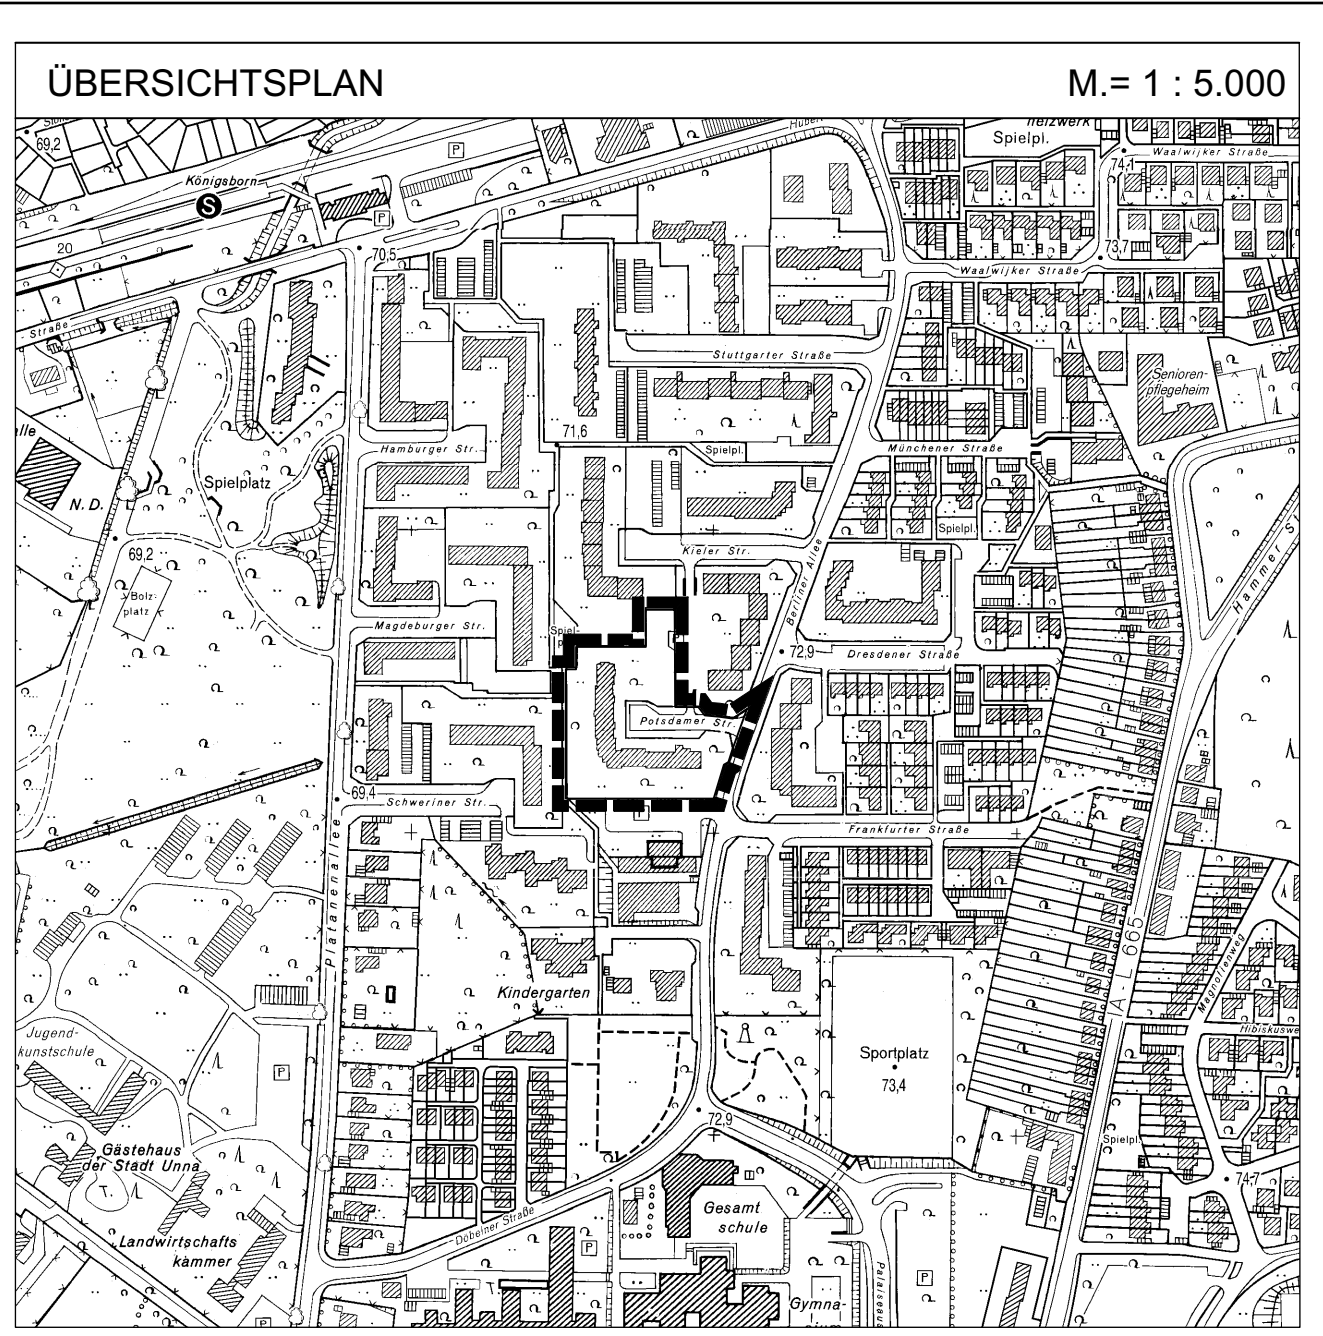 ÜBERSICHTSPLAN
M.= 1 : 5.000
69,2
Königsborn
S
P
P
20
70,5
Straße
Spielpl.
74,1
Waalwijker Straße
73,7
Waalwijker Straße
Stuttgarter Straße
Senioren-
pflegeheim
71,6
Hamburger Str.
Spielpl.
Münchener Straße
Spielplatz
N. D.
69,2
Bolz-
platz
Kieler Str.
Spielpl.
Berliner Allee
Hammer S
Magdeburger Str.
Spiel-
72,9
Dresdener Straße
Potsdamer Str.
69,4
Schweriner Str.
Frankfurter Straße
Platanenallee
L 665
Magnolienweg
Kindergarten
Hibiskuswe
Jugend-
kunstschule
P
Sportplatz
73,4
72,9
Spielpl.
74,7
Gästehaus
der Stadt Unna
T.
Gesamt
schule
Döbelner Straße
Landwirtschafts
kammer
P
P
P
Palaiseau
Gymna-